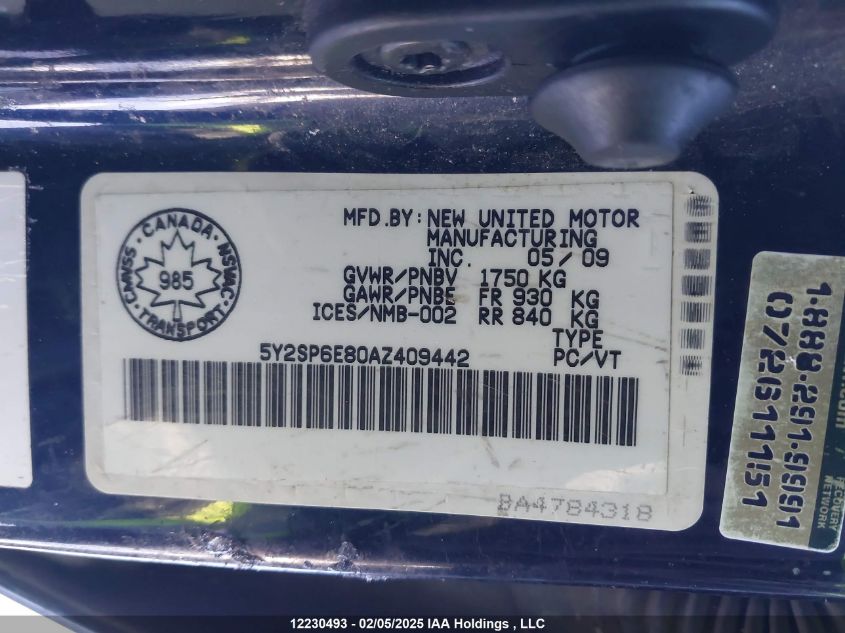 MFD.BY: NEW UNITED MOTOR
MANUFACTURING
INC. 05/09
GVWR/PNBV 1750 KG
GAWR/PNBE FR 930 KG
ICES/NMB-002 RR 840 KG
TYPE
5Y2SP6E80AZ409442 PC/VT
CANADA
CMVSS
985
NSVAC
TRANSPORT
BA4784318
1-888-291-9991
07261151
RECOVERY
NETWORK
12230493 - 02/05/2025 IAA Holdings , LLC